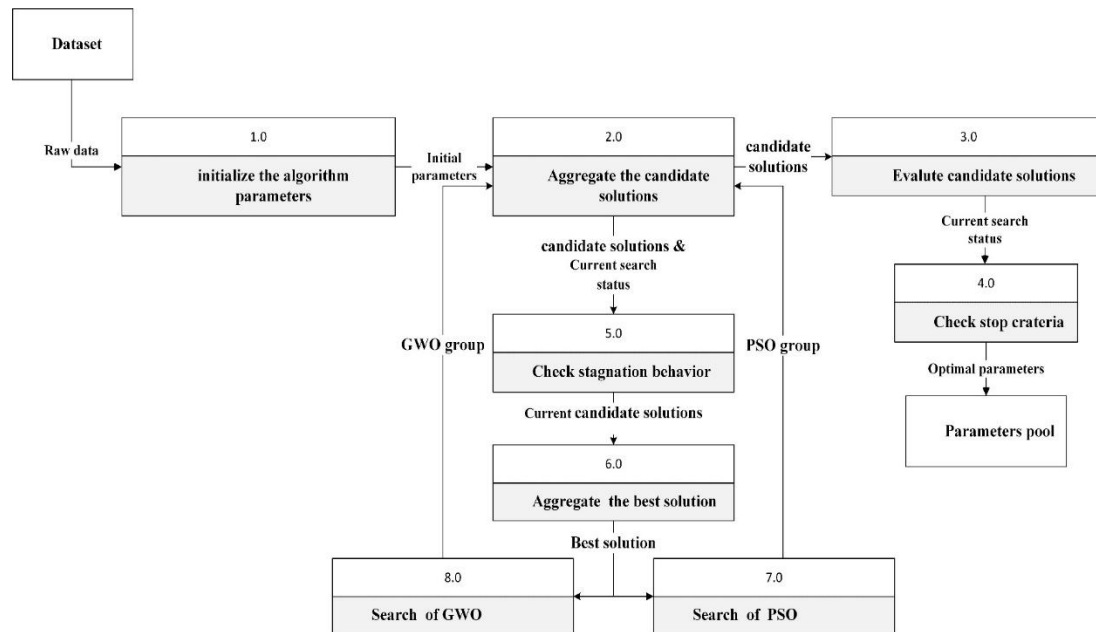 Dataset
Raw data
1.0
initialize the algorithm
parameters
Initial
parameters
2.0
Aggregate the candidate
solutions
candidate
solutions
3.0
Evalute candidate solutions
Current search
status
4.0
Check stop crateria
Optimal parameters
Parameters pool
candidate solutions &
Current search
status
5.0
Check stagnation behavior
Current candidate solutions
6.0
Aggregate the best solution
Best solution
GWO group
PSO group
8.0
Search of GWO
7.0
Search of PSO